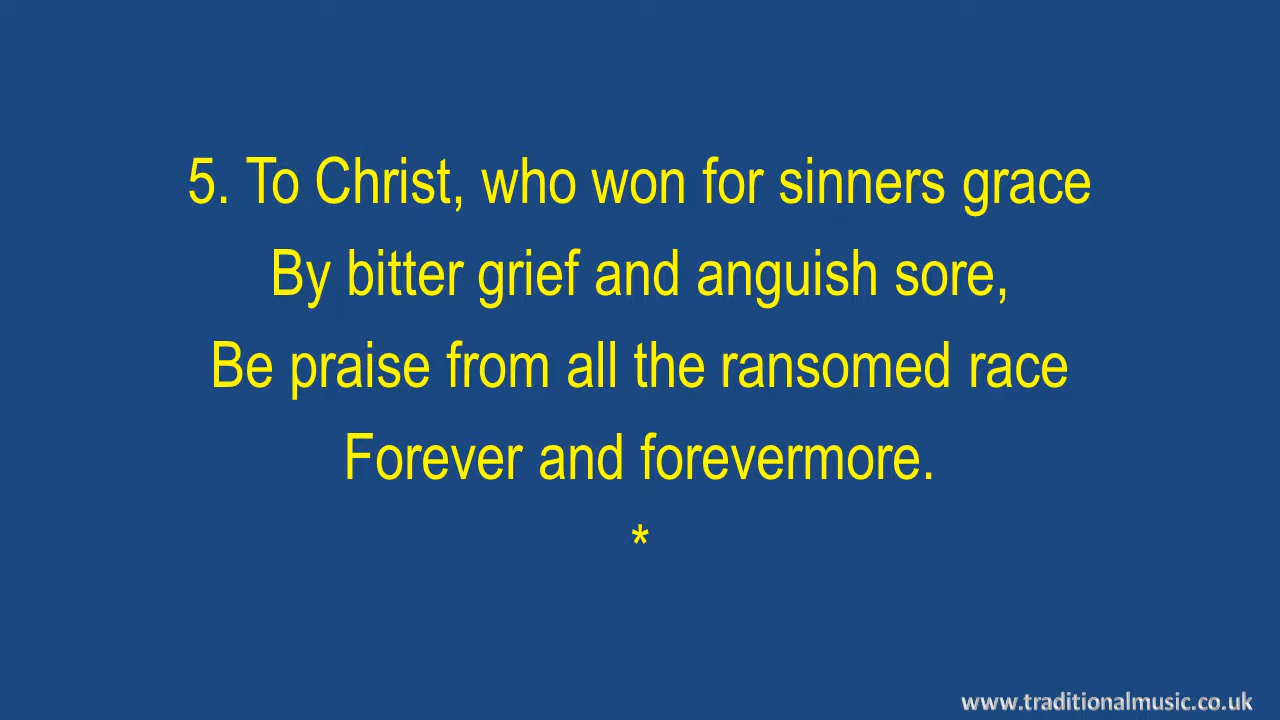 5. To Christ, who won for sinners grace
By bitter grief and anguish sore,
Be praise from all the ransomed race
Forever and forevermore.
*
www.traditionalmusic.co.uk